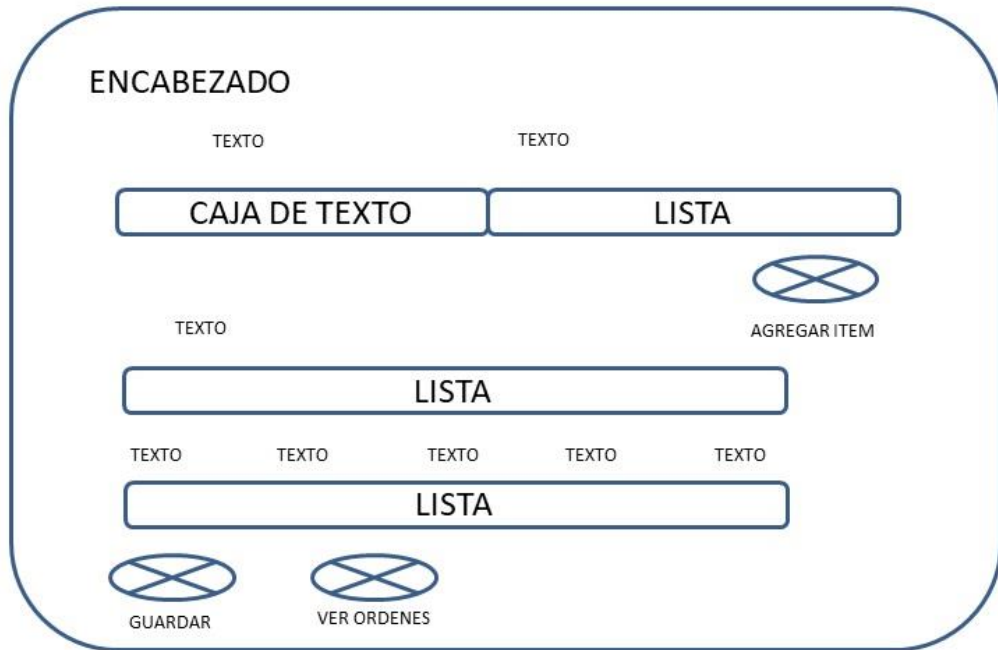 ENCABEZADO
TEXTO TEXTO
CAJA DE TEXTO LISTA
AGREGAR ITEM
TEXTO
LISTA
TEXTO TEXTO TEXTO TEXTO TEXTO
LISTA
GUARDAR VER ORDENES